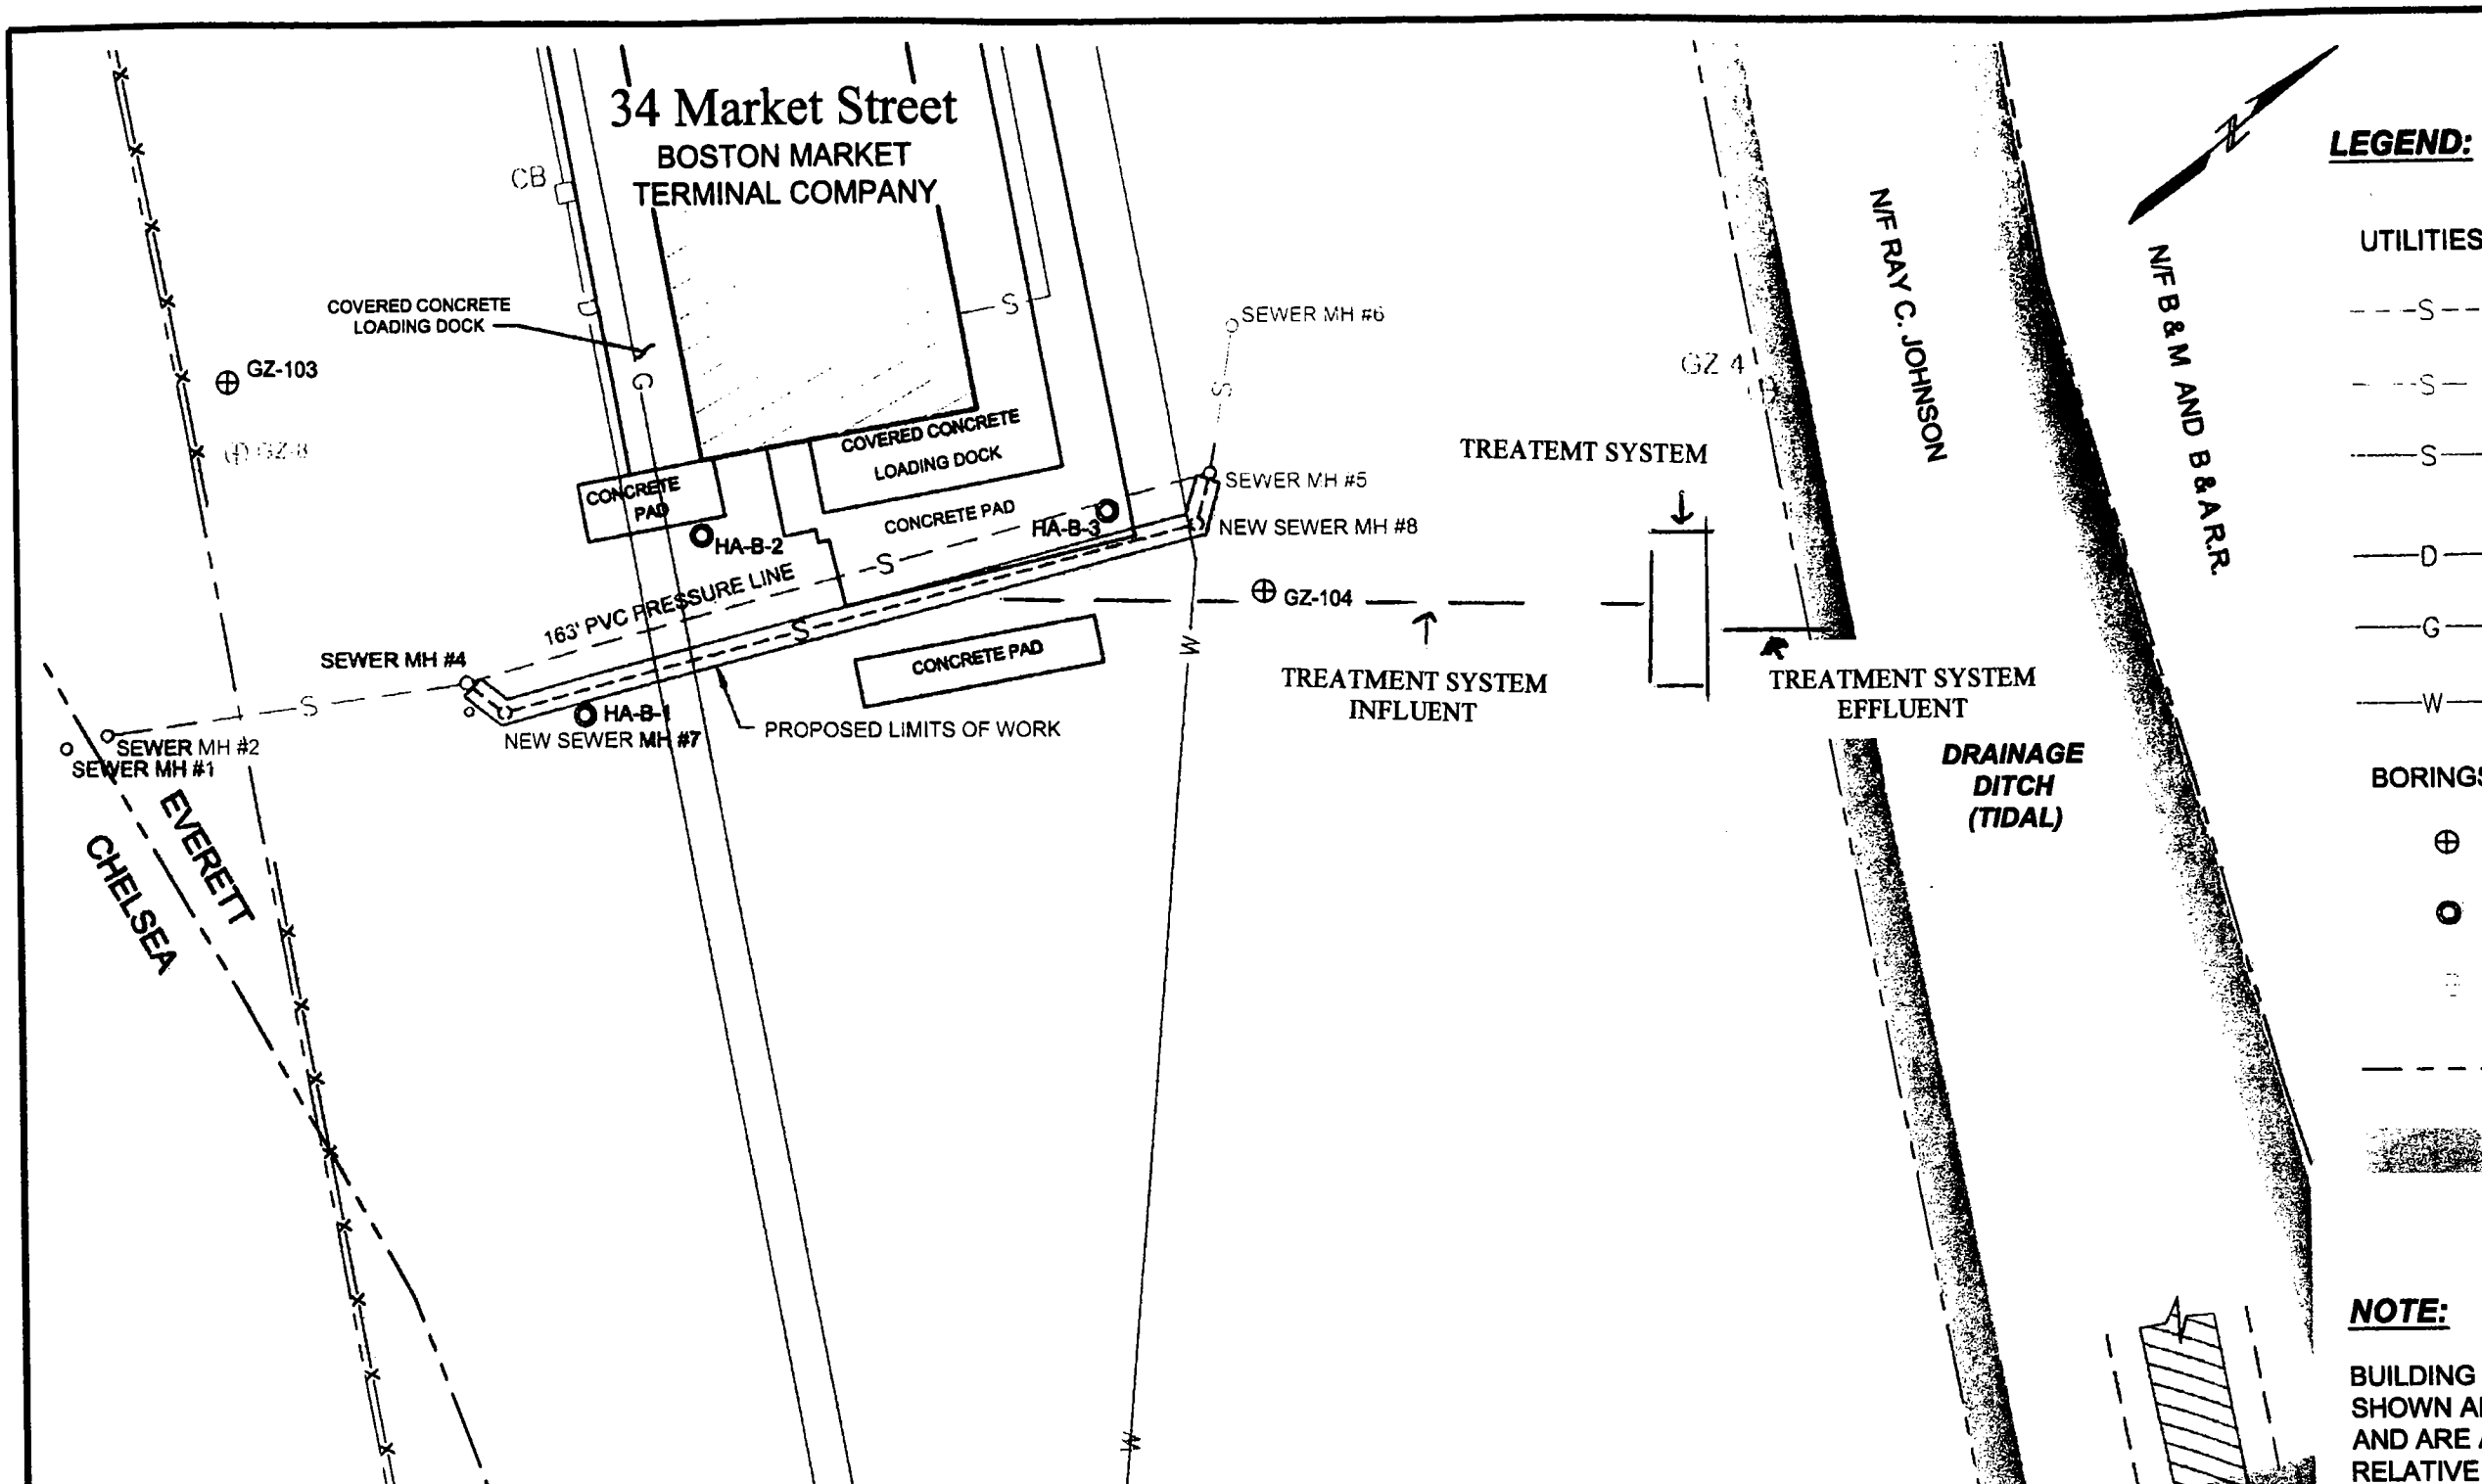 34 Market Street
BOSTON MARKET
TERMINAL COMPANY
CB
D
COVERED CONCRETE
LOADING DOCK
G
S
SEWER MH #6
S
GZ-103
GZ-8
GZ 4
N/F RAY C. JOHNSON
N/F B & M AND B & A R.R.
COVERED CONCRETE
LOADING DOCK
TREATEMT SYSTEM
CONCRETE
PAD
SEWER MH #5
CONCRETE PAD
HA-B-3
NEW SEWER MH #8
HA-B-2
S
163' PVC PRESSURE LINE
GZ-104
S
W
CONCRETE PAD
SEWER MH #4
TREATMENT SYSTEM
INFLUENT
TREATMENT SYSTEM
EFFLUENT
S
HA-B-1
NEW SEWER MH #7
PROPOSED LIMITS OF WORK
SEWER MH #2
SEWER MH #1
DRAINAGE
DITCH
(TIDAL)
EVERETT
CHELSEA
W
LEGEND:
UTILITIES
S
S
S
D
G
W
BORINGS
NOTE:
BUILDING
SHOWN A
AND ARE
RELATIVE